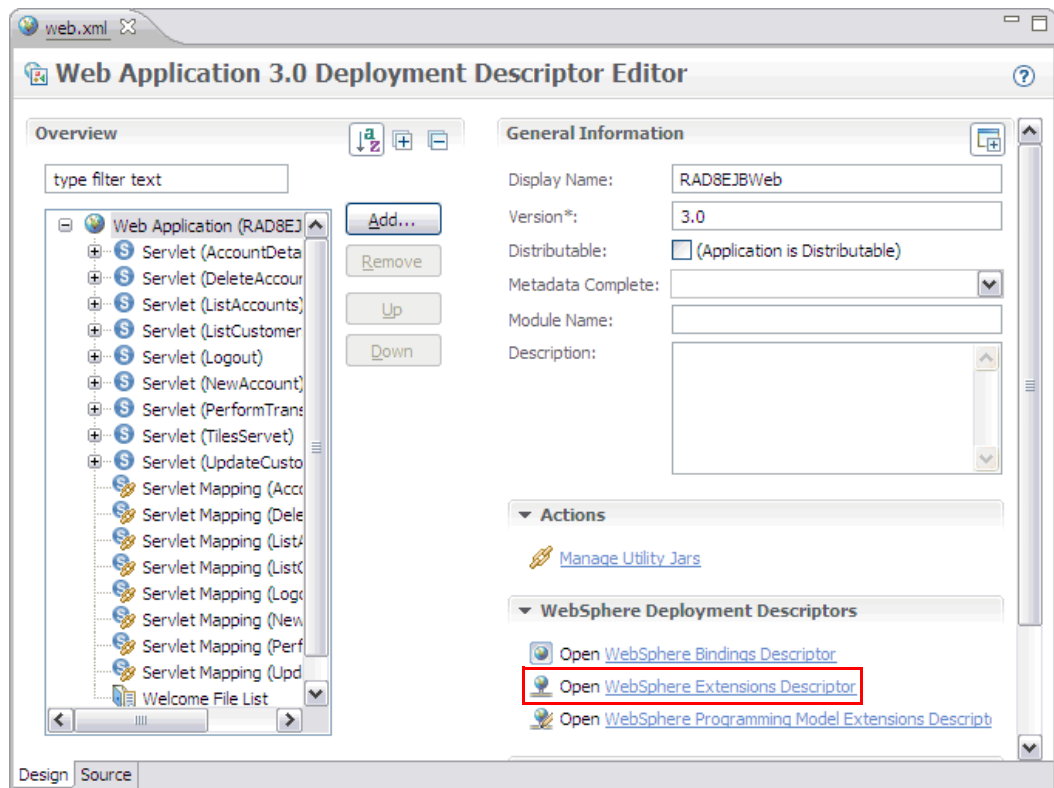 web.xml
Web Application 3.0 Deployment Descriptor Editor
Overview
type filter text
Web Application (RAD8EJ
Servlet (AccountDeta
Servlet (DeleteAccour
Servlet (ListAccounts)
Servlet (ListCustomer
Servlet (Logout)
Servlet (NewAccount)
Servlet (PerformTrans
Servlet (TilesServet)
Servlet (UpdateCusto
Servlet Mapping (Acco
Servlet Mapping (Dele
Servlet Mapping (ListA
Servlet Mapping (ListC
Servlet Mapping (Logo
Servlet Mapping (New
Servlet Mapping (Perf
Servlet Mapping (Upd
Welcome File List
Add...
Remove
Up
Down
General Information
Display Name: RAD8EJBWeb
Version*: 3.0
Distributable: (Application is Distributable)
Metadata Complete:
Module Name:
Description:
Actions
Manage Utility Jars
WebSphere Deployment Descriptors
Open WebSphere Bindings Descriptor
Open WebSphere Extensions Descriptor
Open WebSphere Programming Model Extensions Descript
Design Source